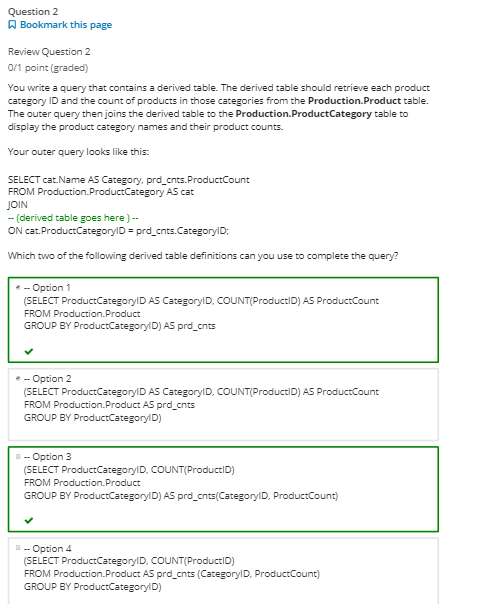 Question 2
Bookmark this page
Review Question 2
0/1 point (graded)
You write a query that contains a derived table. The derived table should retrieve each product
category ID and the count of products in those categories from the Production.Product table.
The outer query then joins the derived table to the Production.ProductCategory table to
display the product category names and their product counts.
Your outer query looks like this:
SELECT cat.Name AS Category, prd_cnts.ProductCount
FROM Production.ProductCategory AS cat
JOIN
-- (derived table goes here ) --
ON cat.ProductCategoryID = prd_cnts.CategoryID;
Which two of the following derived table definitions can you use to complete the query?
-- Option 1
(SELECT ProductCategoryID AS CategoryID, COUNT(ProductID) AS ProductCount
FROM Production.Product
GROUP BY ProductCategoryID) AS prd_cnts
-- Option 2
(SELECT ProductCategoryID AS CategoryID, COUNT(ProductID) AS ProductCount
FROM Production.Product AS prd_cnts
GROUP BY ProductCategoryID)
-- Option 3
(SELECT ProductCategoryID, COUNT(ProductID)
FROM Production.Product
GROUP BY ProductCategoryID) AS prd_cnts(CategoryID, ProductCount)
-- Option 4
(SELECT ProductCategoryID, COUNT(ProductID)
FROM Production.Product AS prd_cnts (CategoryID, ProductCount)
GROUP BY ProductCategoryID)